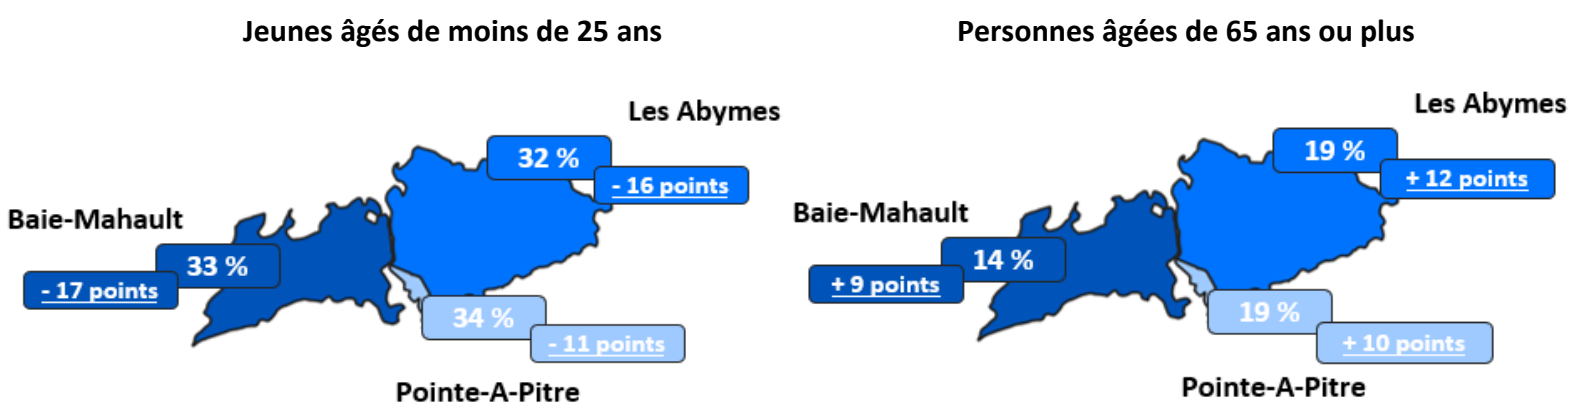 Jeunes âgés de moins de 25 ans
Les Abymes
32 %
- 16 points
Baie-Mahault
33 %
- 17 points
34 %
- 11 points
Pointe-A-Pitre
Personnes âgées de 65 ans ou plus
Les Abymes
19 %
+ 12 points
Baie-Mahault
14 %
+ 9 points
19 %
+ 10 points
Pointe-A-Pitre